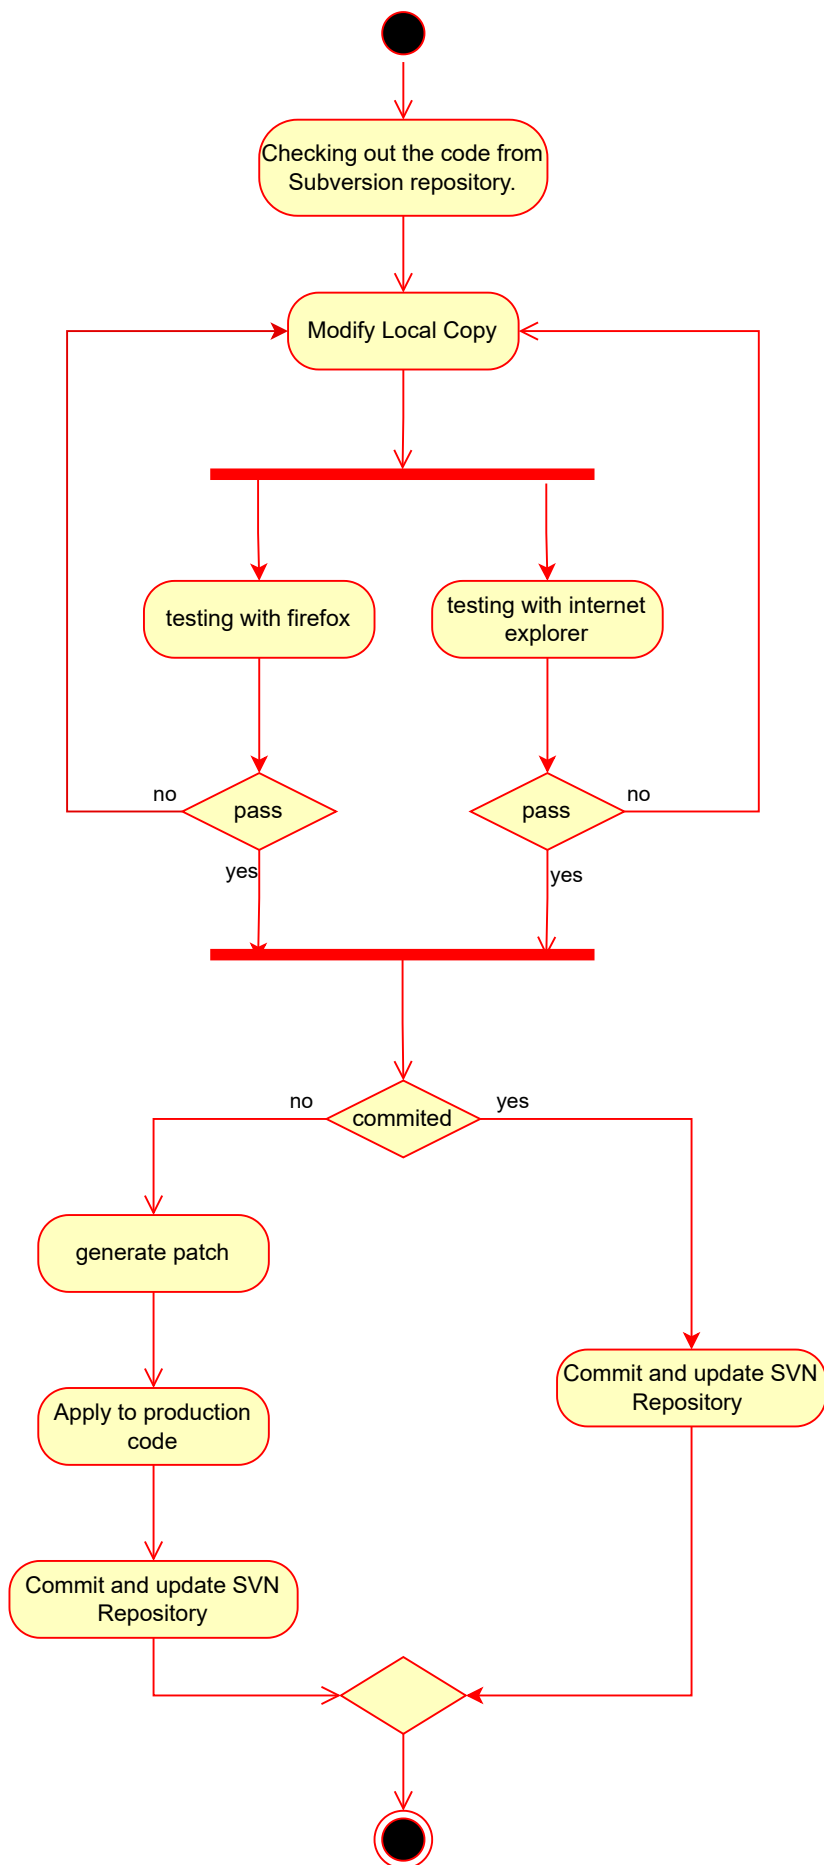 Checking out the code from
Subversion repository.
Modify Local Copy
testing with firefox
testing with internet
explorer
no
pass
pass
no
yes
yes
no
commited
yes
generate patch
Commit and update SVN
Repository
Apply to production
code
Commit and update SVN
Repository